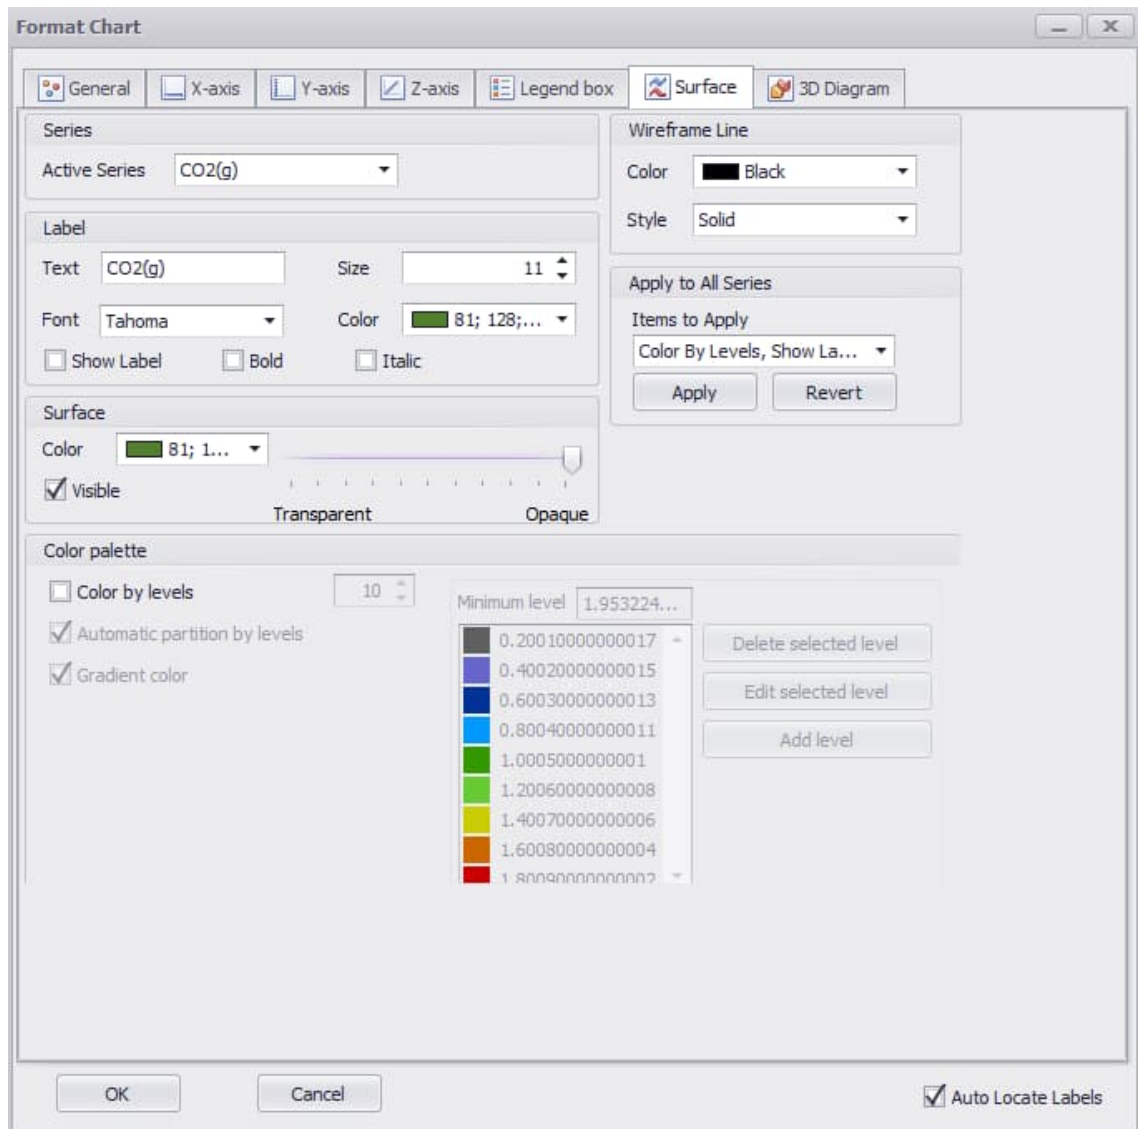 Format Chart
General X-axis Y-axis Z-axis Legend box Surface 3D Diagram
Series
Active Series CO2(g)
Label
Text CO2(g) Size 11
Font Tahoma Color 81; 128;...
Show Label Bold Italic
Surface
Color 81; 1...
Visible
Transparent Opaque
Wireframe Line
Color Black
Style Solid
Apply to All Series
Items to Apply
Color By Levels, Show La...
Apply Revert
Color palette
Color by levels 10
Automatic partition by levels
Gradient color
Minimum level 1.953224...
0.20010000000017
0.40020000000015
0.60030000000013
0.80040000000011
1.0005000000001
1.20060000000008
1.40070000000006
1.60080000000004
1.80090000000002
Delete selected level
Edit selected level
Add level
OK Cancel Auto Locate Labels